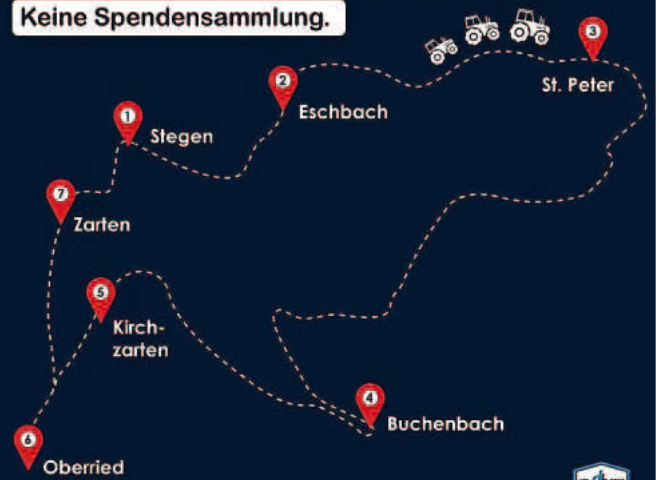 Keine Spendensammlung.
3
St. Peter
2
Eschbach
1
Stegen
7
Zarten
5
Kirch-
zarten
4
Buchenbach
6
Oberried